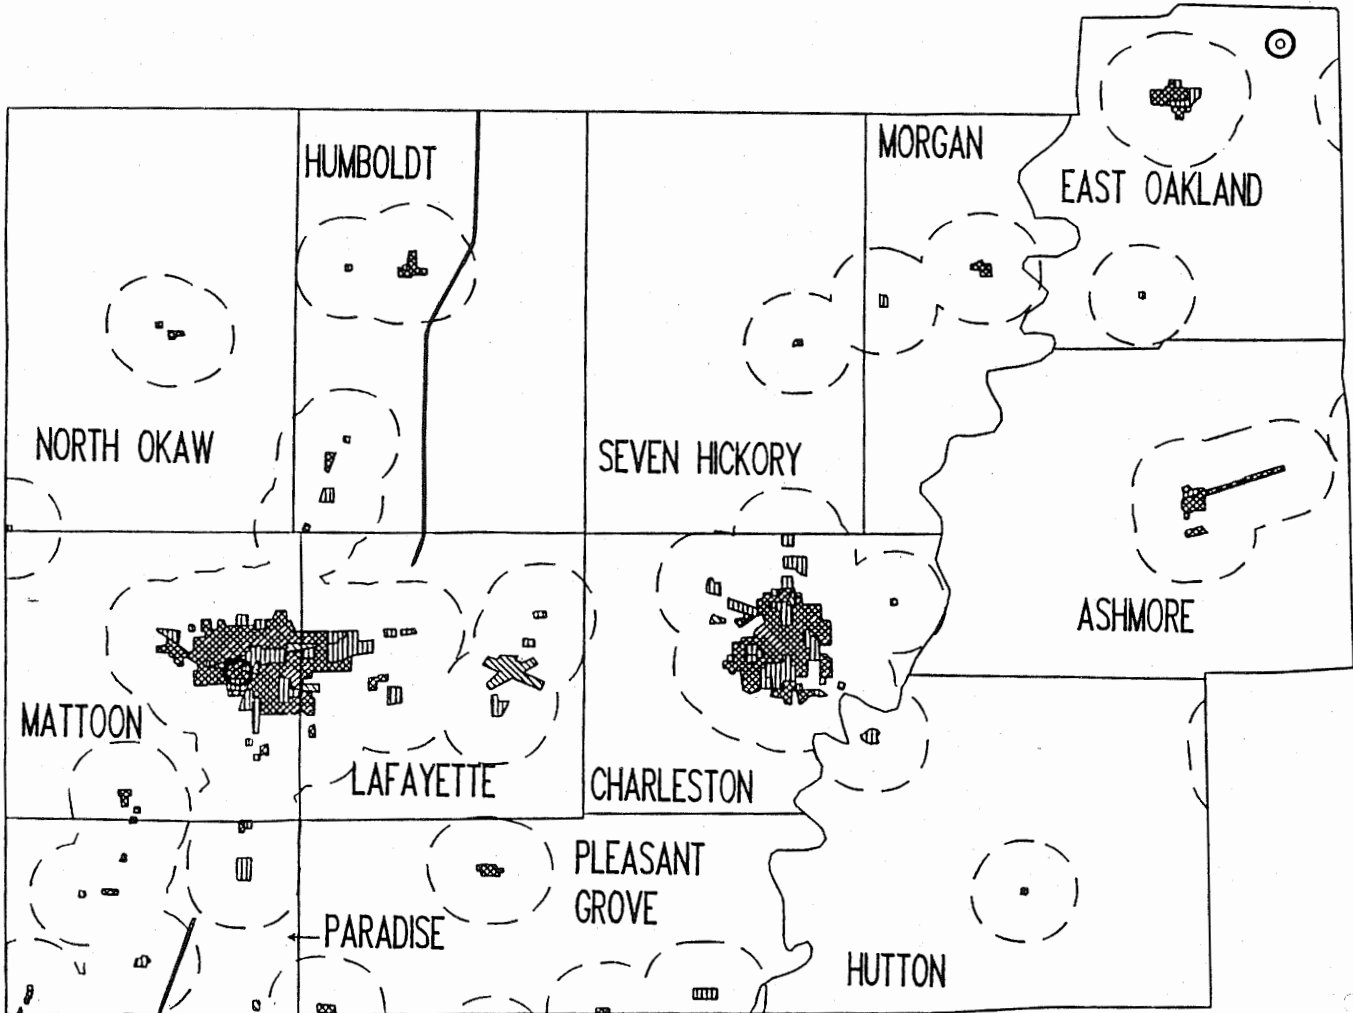 MORGAN
HUMBOLDT
EAST OAKLAND
NORTH OKAW
SEVEN HICKORY
ASHMORE
MATTOON
LAFAYETTE
CHARLESTON
PLEASANT
GROVE
PARADISE
HUTTON